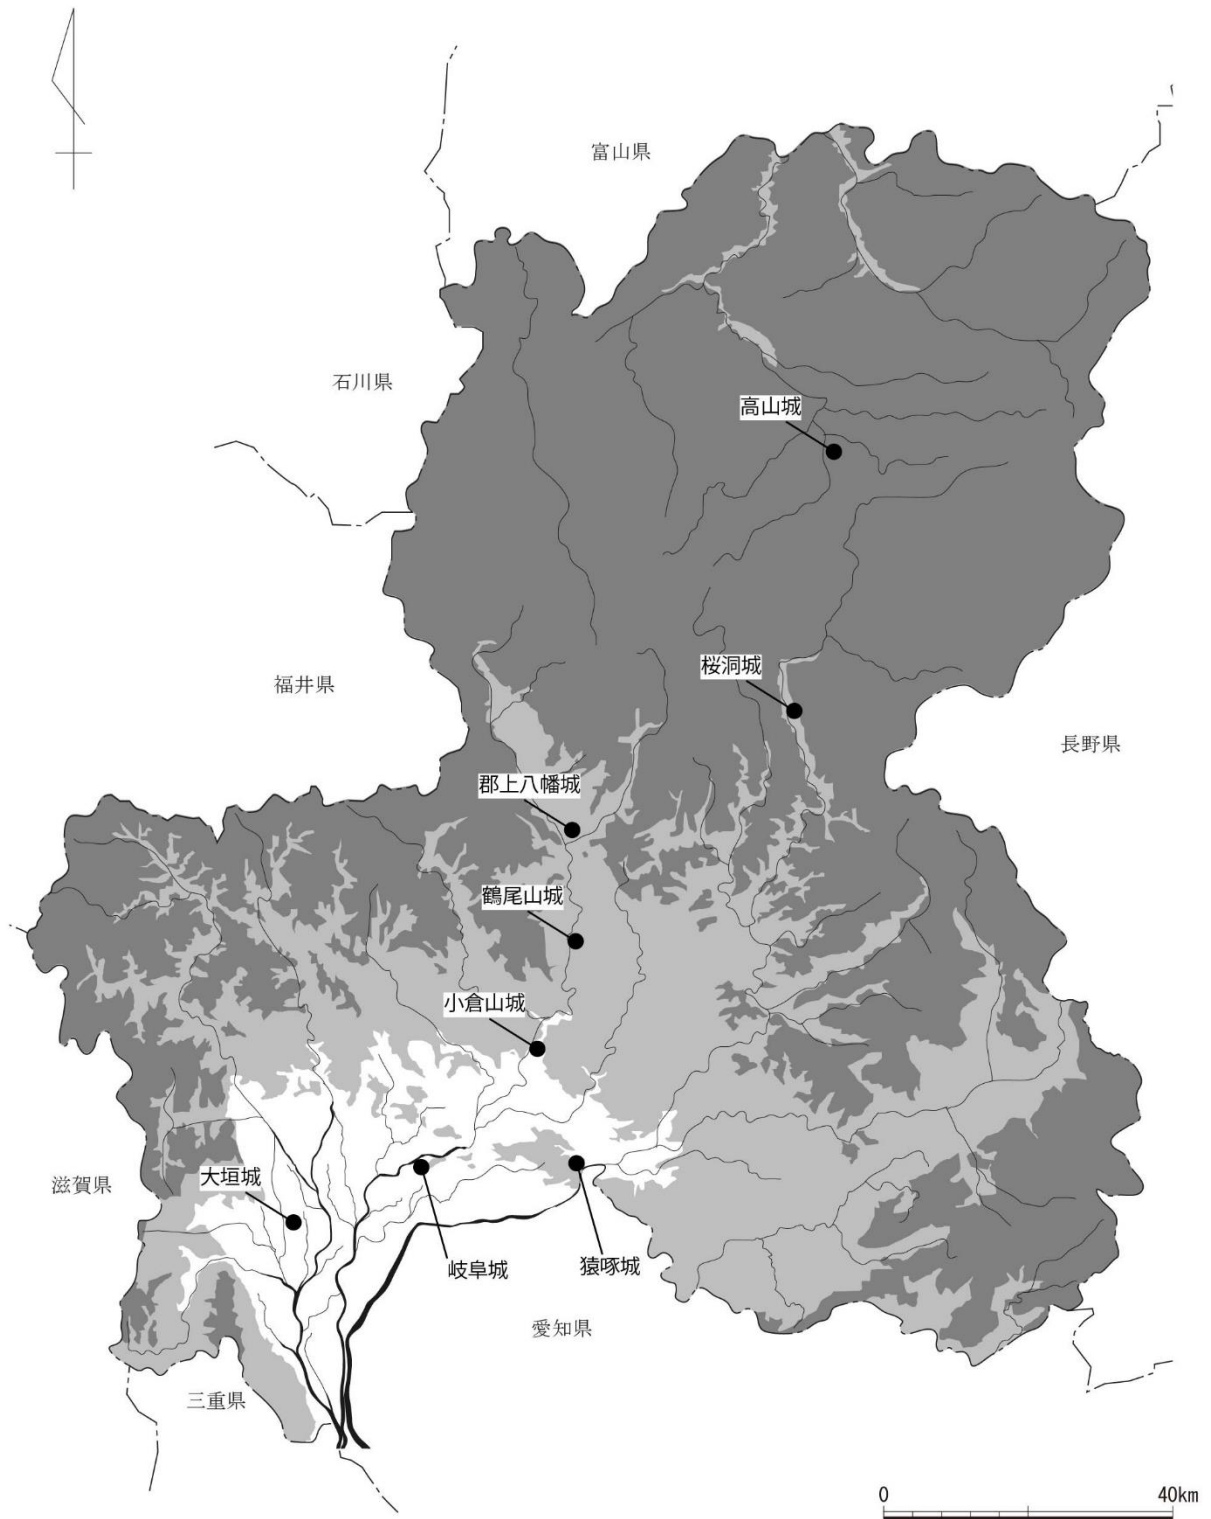 富山県
石川県
高山城
桜洞城
福井県
長野県
郡上八幡城
鶴尾山城
小倉山城
大垣城
滋賀県
岐阜城
猿啄城
愛知県
三重県
0 40km